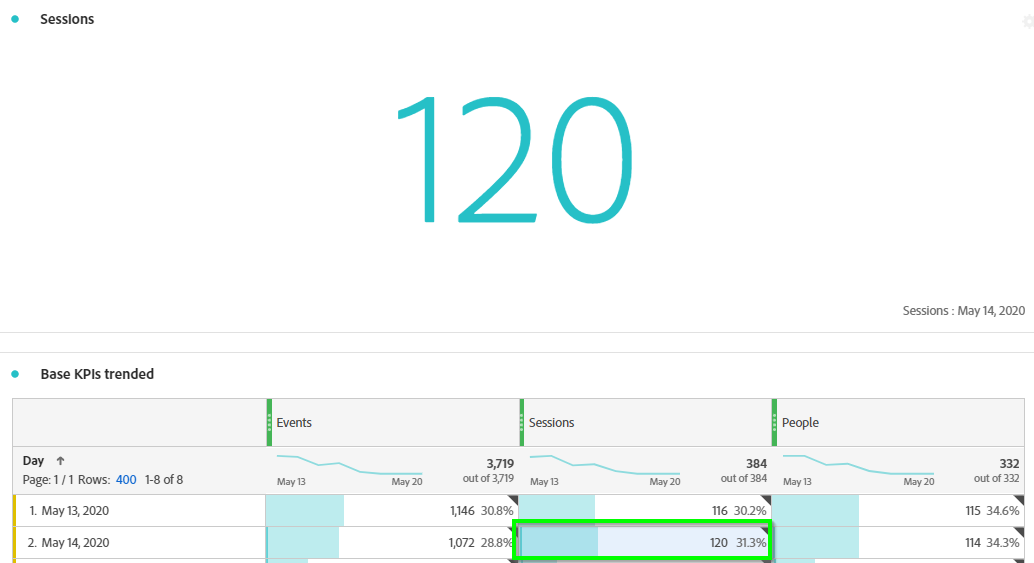 Sessions
120
Sessions : May 14, 2020
Base KPIs trended
Events Sessions People
Day ↑ 3,719 384 332
Page: 1 / 1 Rows: 400 1-8 of 8 May 13 May 20 out of 3,719 May 13 May 20 out of 384 May 13 May 20 out of 332
1. May 13, 2020 1,146 30.8% 116 30.2% 115 34.6%
2. May 14, 2020 1,072 28.8% 120 31.3% 114 34.3%